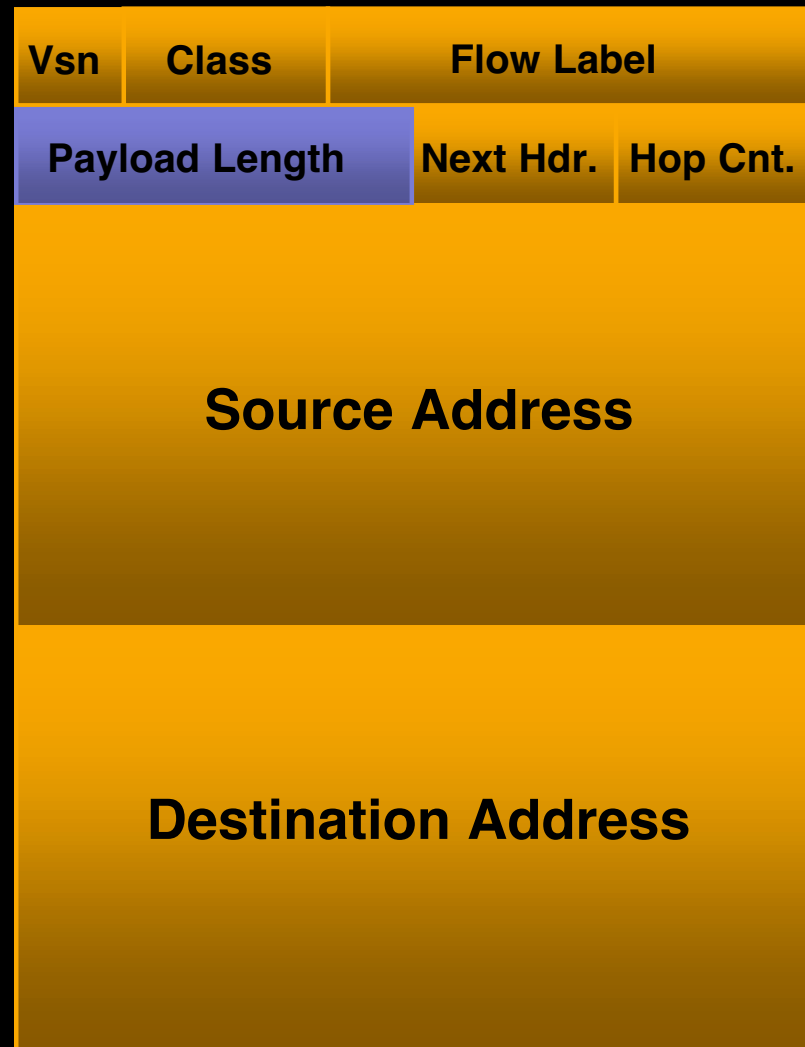 Vsn Class Flow Label
Payload Length Next Hdr. Hop Cnt.
Source Address
Destination Address